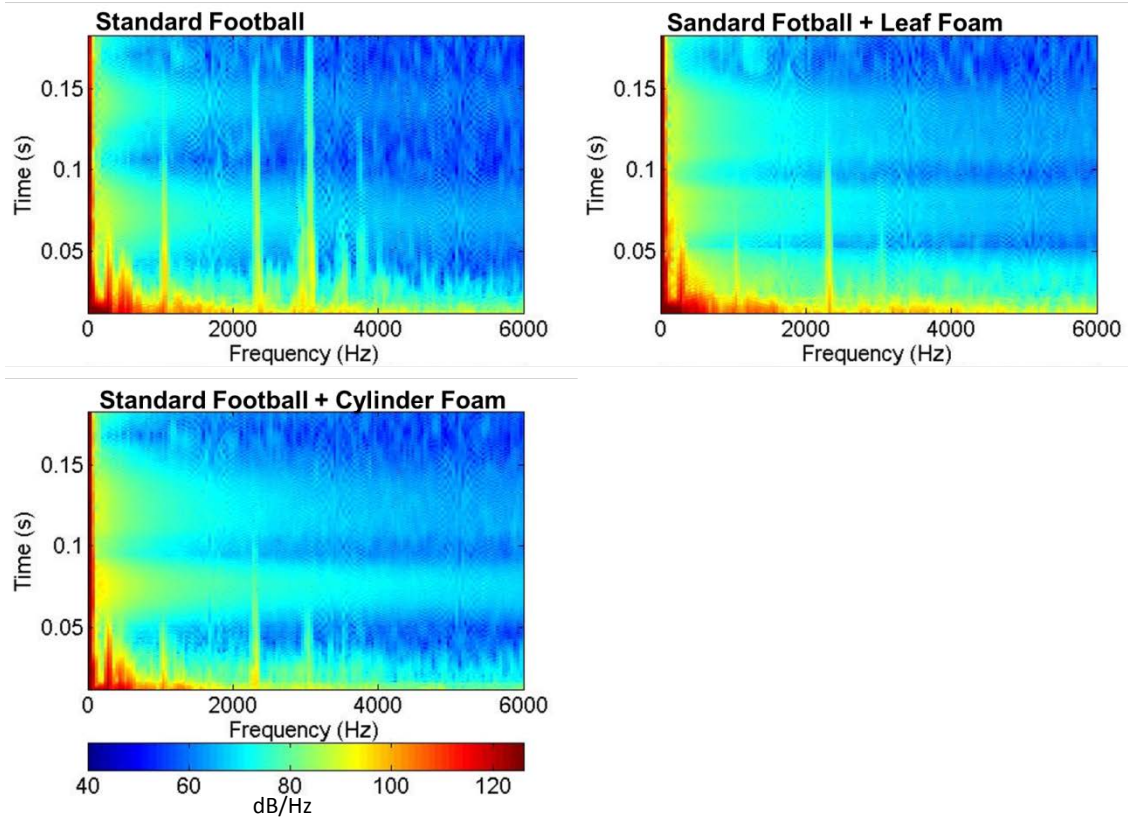 Standard Football
Time (s)
0.15
0.1
0.05
0
2000
4000
6000
Frequency (Hz)
Sandard Fotball + Leaf Foam
Time (s)
0.15
0.1
0.05
0
2000
4000
6000
Frequency (Hz)
Standard Football + Cylinder Foam
Time (s)
0.15
0.1
0.05
0
2000
4000
6000
Frequency (Hz)
40
60
80
100
120
dB/Hz